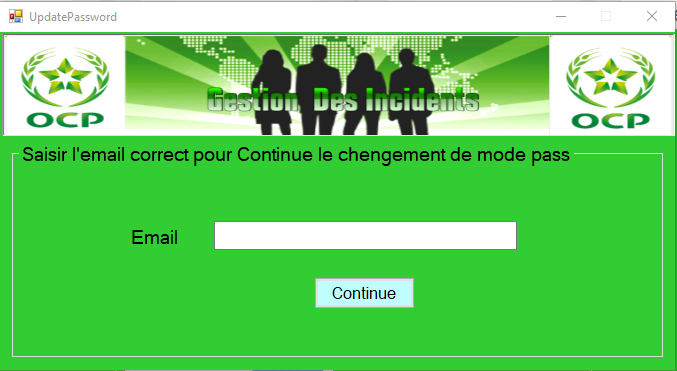 UpdatePassword
OCP
Gestion Des Incidents
OCP
Saisir l'email correct pour Continue le chengement de mode pass
Email
Continue